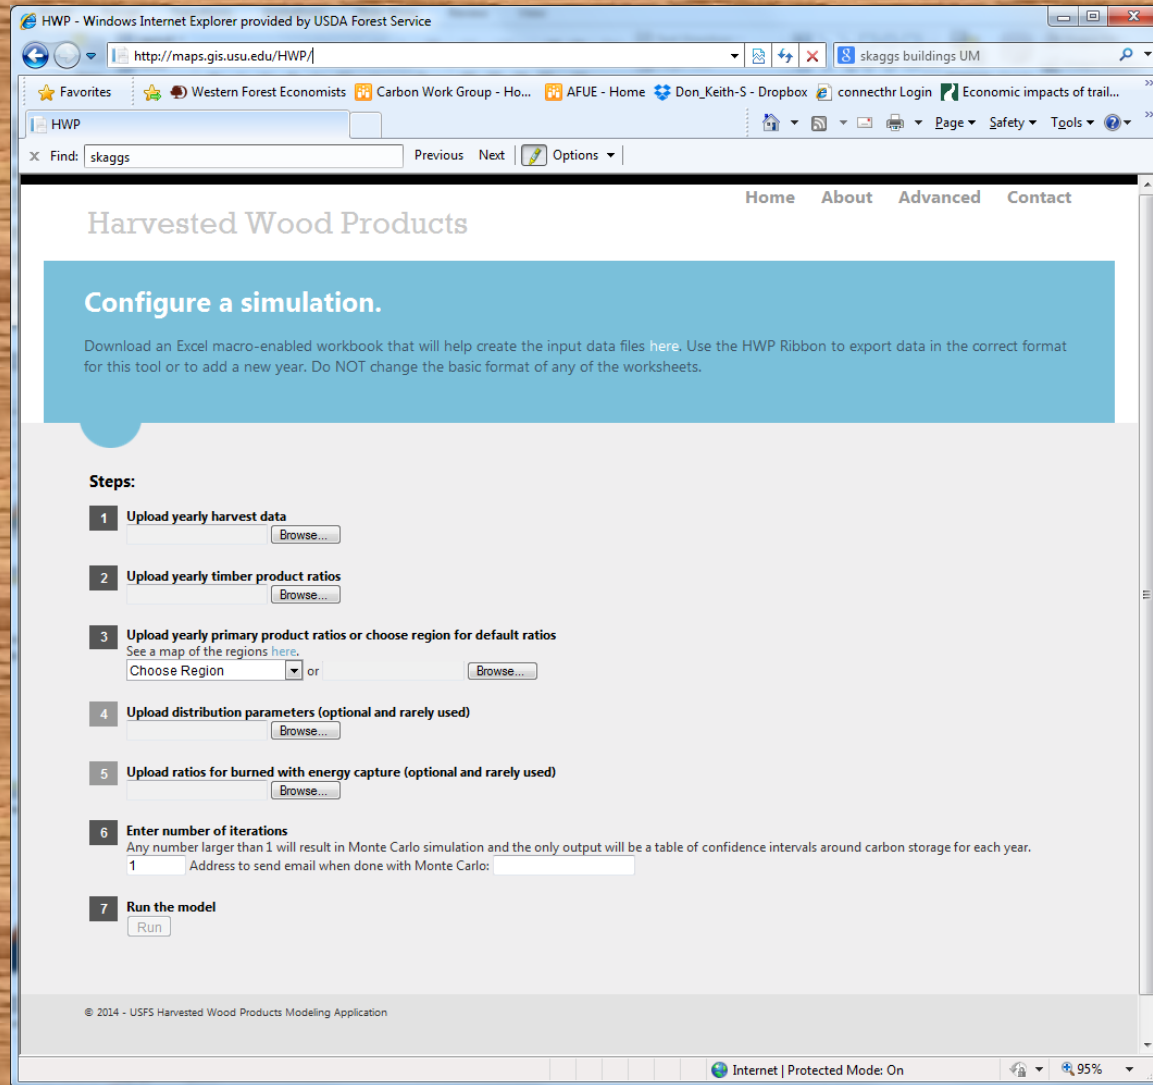 HWP - Windows Internet Explorer provided by USDA Forest Service
http://maps.gis.usu.edu/HWP/
skaggs buildings UM
Favorites Western Forest Economists Carbon Work Group - Ho... AFUE - Home Don_Keith-S - Dropbox connecthr Login Economic impacts of trail...
HWP
Page Safety Tools
x Find: skaggs Previous Next Options
Home About Advanced Contact
Harvested Wood Products
Configure a simulation.
Download an Excel macro-enabled workbook that will help create the input data files here. Use the HWP Ribbon to export data in the correct format
for this tool or to add a new year. Do NOT change the basic format of any of the worksheets.
Steps:
1 Upload yearly harvest data
Browse...
2 Upload yearly timber product ratios
Browse...
3 Upload yearly primary product ratios or choose region for default ratios
See a map of the regions here.
Choose Region or Browse...
4 Upload distribution parameters (optional and rarely used)
Browse...
5 Upload ratios for burned with energy capture (optional and rarely used)
Browse...
6 Enter number of iterations
Any number larger than 1 will result in Monte Carlo simulation and the only output will be a table of confidence intervals around carbon storage for each year.
1 Address to send email when done with Monte Carlo:
7 Run the model
Run
© 2014 - USFS Harvested Wood Products Modeling Application
Internet | Protected Mode: On 95%